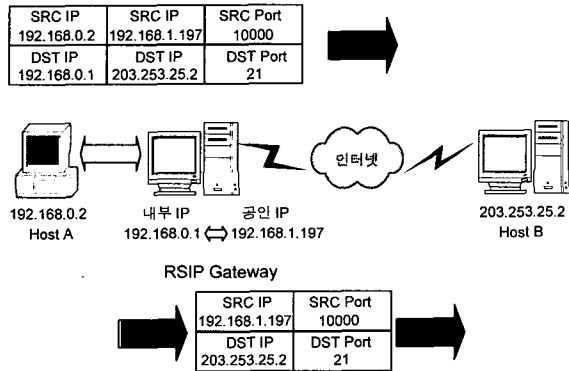 SRC IP SRC IP SRC Port
192.168.0.2 192.168.1.197 10000
DST IP DST IP DST Port
192.168.0.1 203.253.25.2 21
인터넷
192.168.0.2 내부 IP 공인 IP 203.253.25.2
Host A 192.168.0.1 192.168.1.197 Host B
RSIP Gateway
SRC IP SRC Port
192.168.1.197 10000
DST IP DST Port
203.253.25.2 21